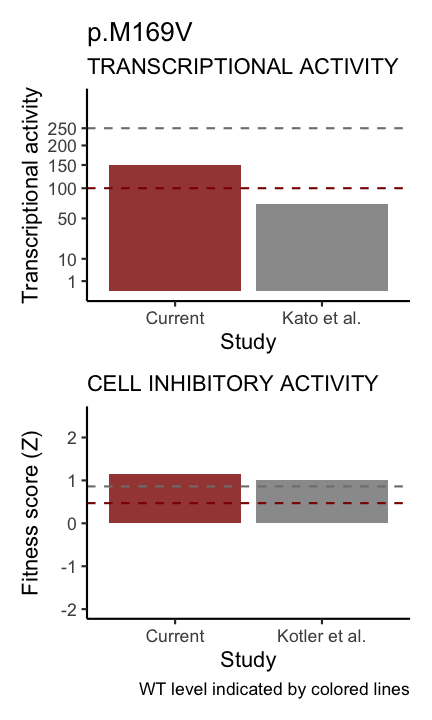 p.M169V
TRANSCRIPTIONAL ACTIVITY
Transcriptional activity
250
200
150
100
50
10
1
Current
Kato et al.
Study
CELL INHIBITORY ACTIVITY
Fitness score (Z)
2
1
0
-1
-2
Current
Kotler et al.
Study
WT level indicated by colored lines